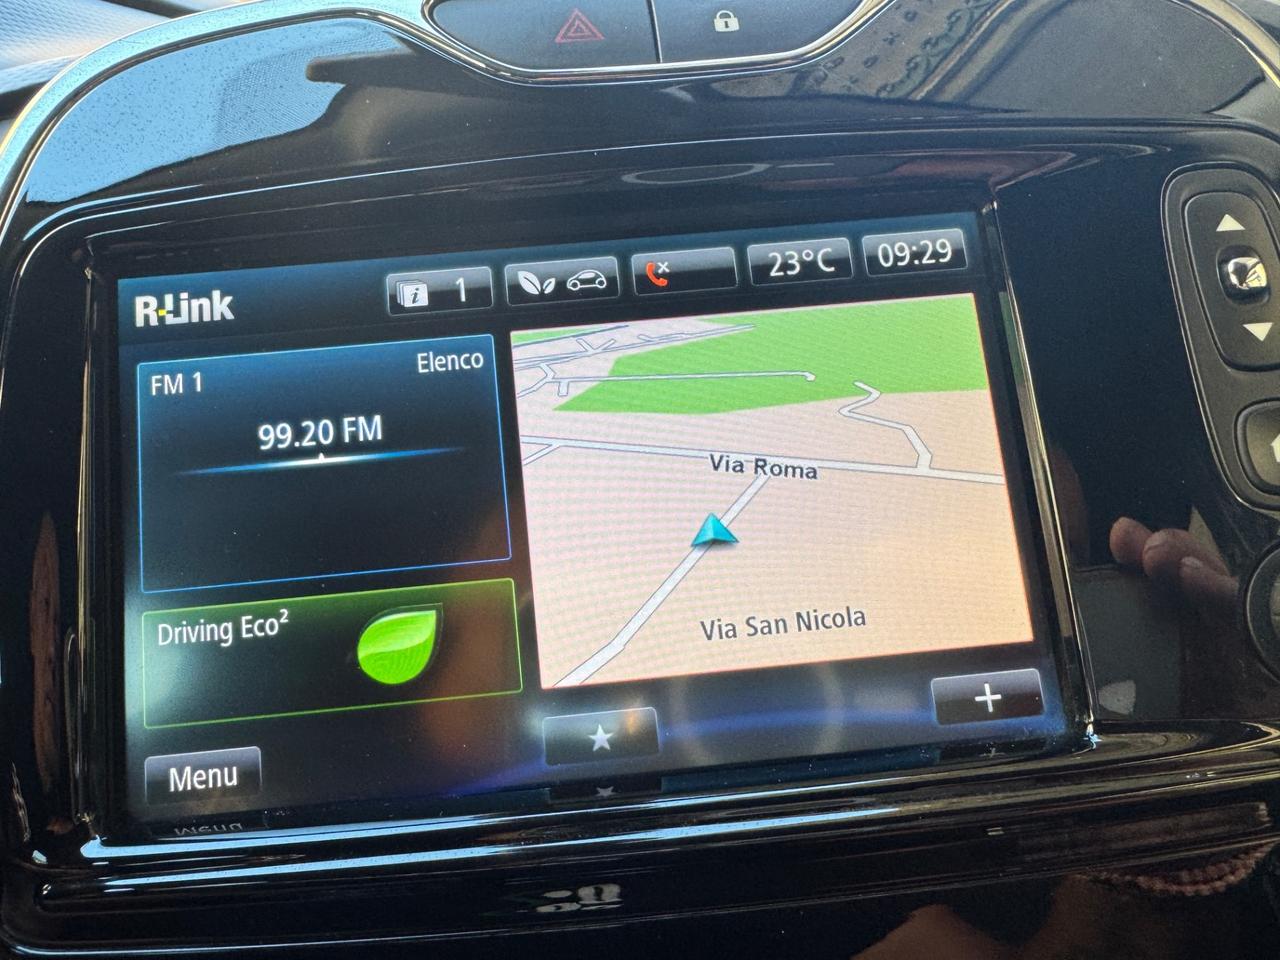 R-Link
1
23°C
09:29
FM 1
Elenco
99.20 FM
Via Roma
Via San Nicola
Driving Eco²
Menu